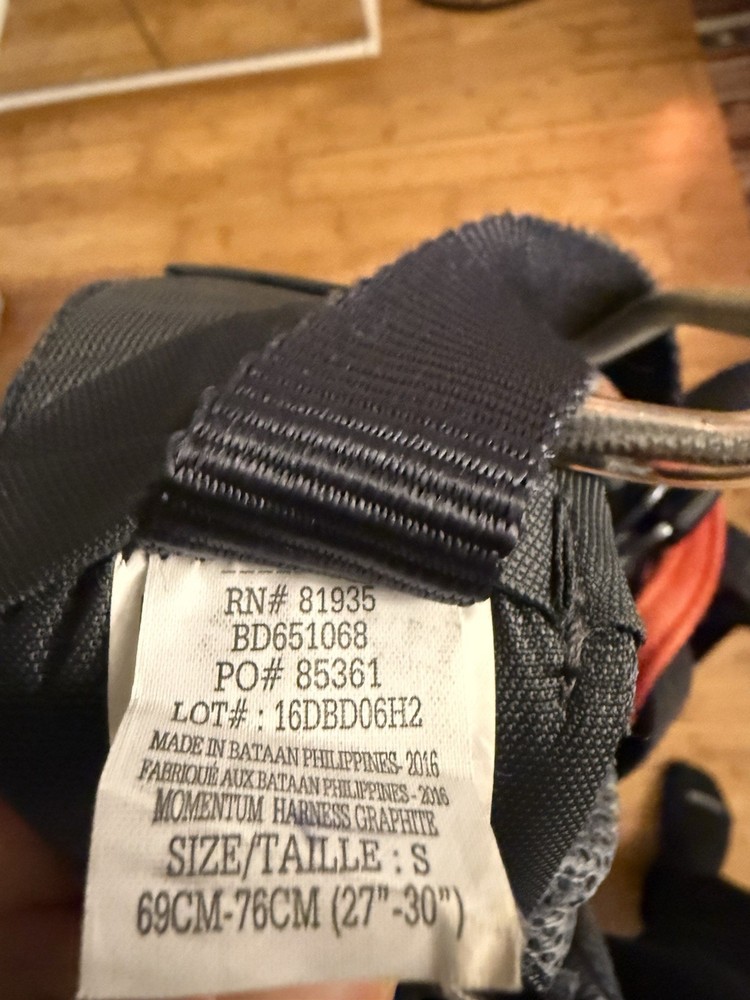 RN# 81935
BD651068
PO# 85361
LOT# : 16DBD06H2
MADE IN BATAAN PHILIPPINES- 2016
FABRIQUÉ AUX BATAAN PHILIPPINES - 2016
MOMENTUM HARNESS GRAPHITE
SIZE/TAILLE : S
69CM-76CM (27"-30")